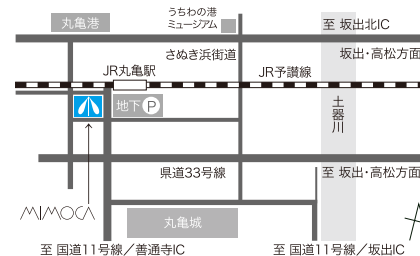 丸亀港
うちわの港
ミュージアム
至 坂出北IC
さぬき浜街道
坂出・高松方面
JR丸亀駅
JR予讃線
地下 P
土器川
県道33号線
至 坂出・高松方面
MIMOCA
丸亀城
至 国道11号線／善通寺IC
至 国道11号線／坂出IC